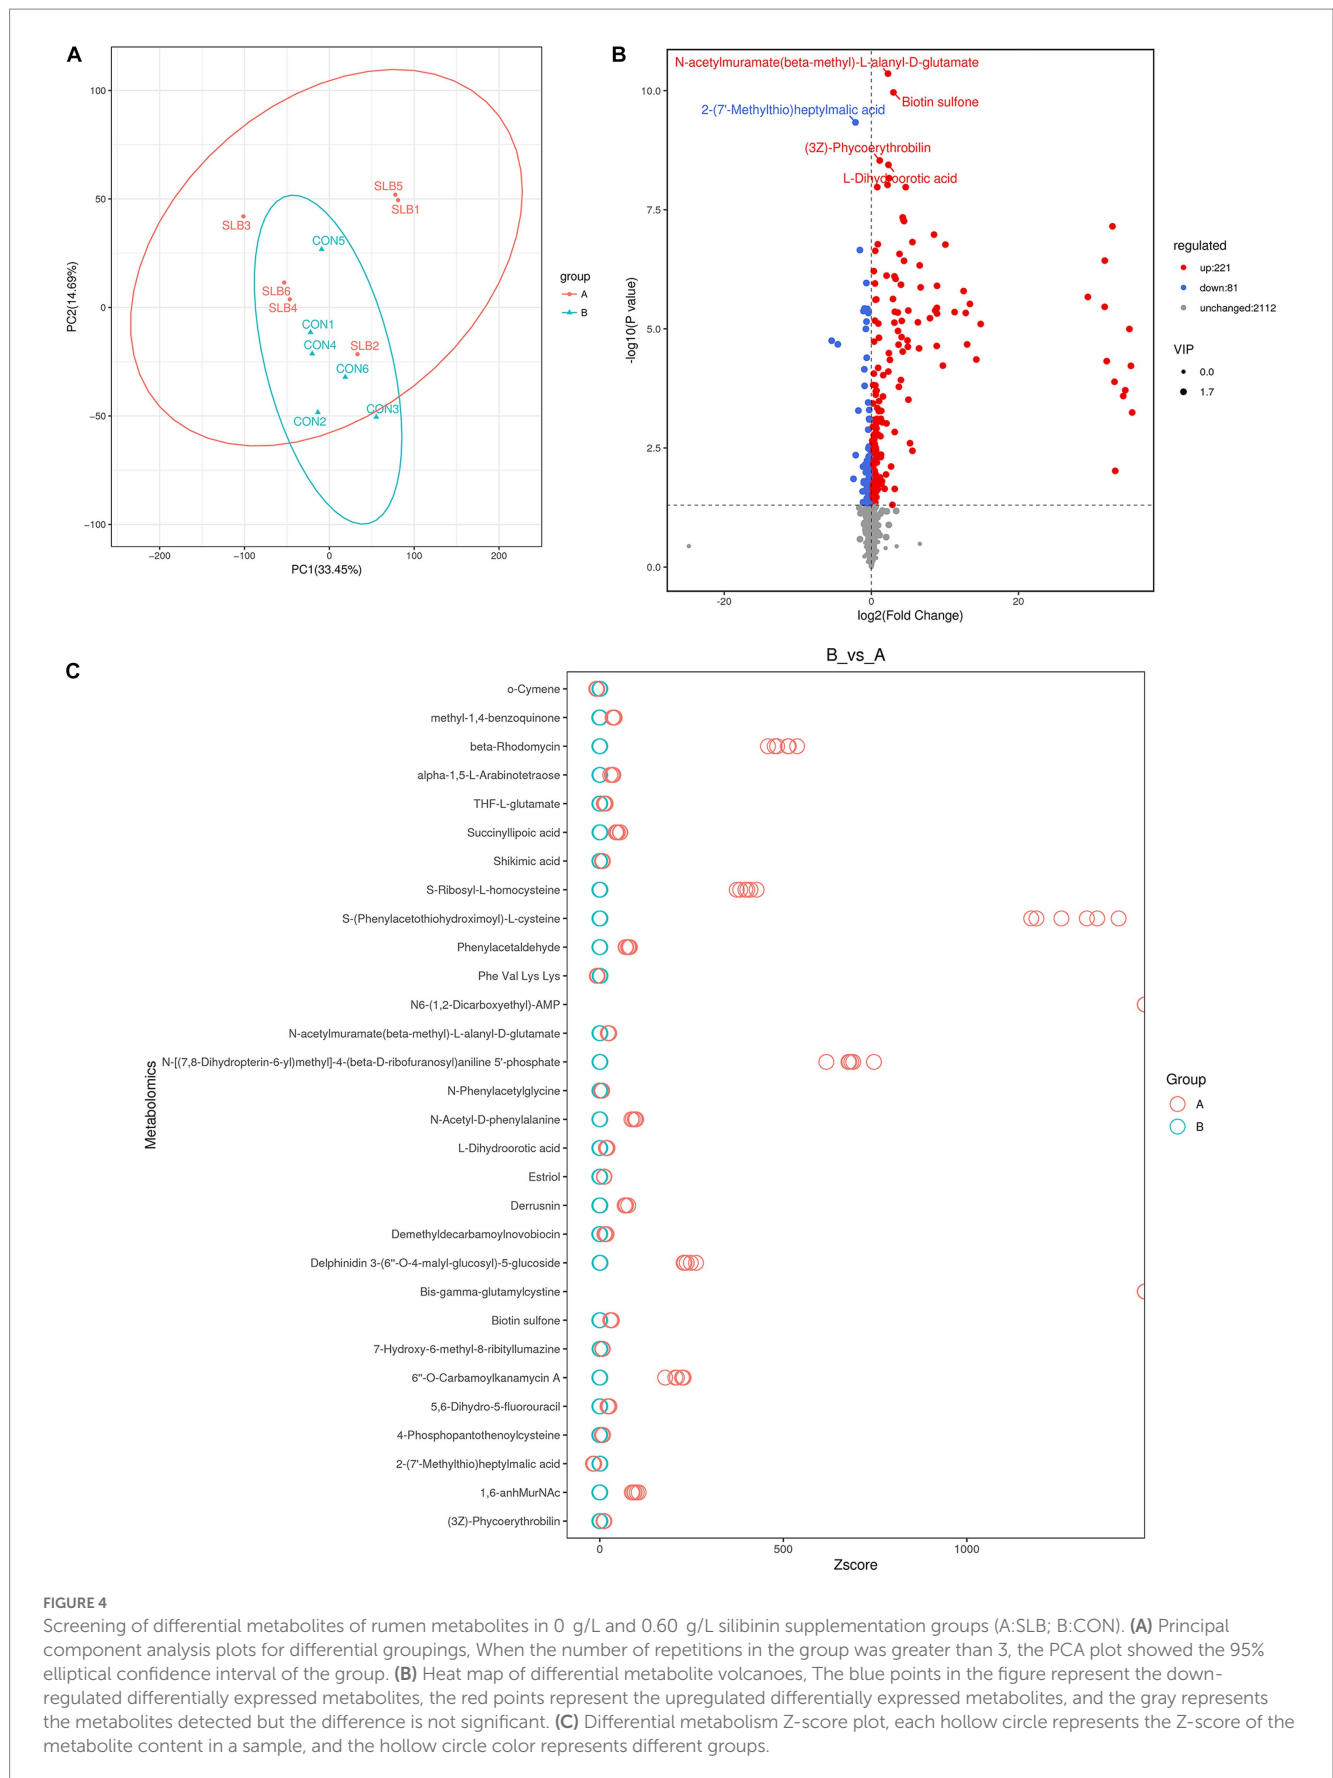 A
100
50
0
−50
−100
PC2(14.69%)
−200
−100
0
100
200
PC1(33.45%)
SLB5
SLB1
SLB3
CON5
SLB6
SLB4
CON1
CON4
SLB2
CON6
CON3
CON2
group
A
B
B
N-acetylmuramate(beta-methyl)-L-alanyl-D-glutamate
Biotin sulfone
2-(7'-Methylthio)heptylmalic acid
(3Z)-Phycoerythrobilin
L-Dihydroorotic acid
10.0
7.5
5.0
2.5
0.0
-log10(P value)
-20
0
20
log2(Fold Change)
regulated
up:221
down:81
unchanged:2112
VIP
0.0
1.7
C
B_vs_A
o-Cymene
methyl-1,4-benzoquinone
beta-Rhodomycin
alpha-1,5-L-Arabinotetraose
THF-L-glutamate
Succinyllipoic acid
Shikimic acid
S-Ribosyl-L-homocysteine
S-(Phenylacetothiohydroximoyl)-L-cysteine
Phenylacetaldehyde
Phe Val Lys Lys
N6-(1,2-Dicarboxyethyl)-AMP
N-acetylmuramate(beta-methyl)-L-alanyl-D-glutamate
N-[(7,8-Dihydropterin-6-yl)methyl]-4-(beta-D-ribofuranosyl)aniline 5'-phosphate
N-Phenylacetylglycine
N-Acetyl-D-phenylalanine
L-Dihydroorotic acid
Estriol
Derrusnin
Demethyldecarbamoylnovobiocin
Delphinidin 3-(6''-O-4-malyl-glucosyl)-5-glucoside
Bis-gamma-glutamylcystine
Biotin sulfone
7-Hydroxy-6-methyl-8-ribityllumazine
6''-O-Carbamoylkanamycin A
5,6-Dihydro-5-fluorouracil
4-Phosphopantothenoylcysteine
2-(7'-Methylthio)heptylmalic acid
1,6-anhMurNAc
(3Z)-Phycoerythrobilin
Metabolomics
0
500
1000
Zscore
Group
A
B
FIGURE 4
Screening of differential metabolites of rumen metabolites in 0 g/L and 0.60 g/L silibinin supplementation groups (A:SLB; B:CON). (A) Principal
component analysis plots for differential groupings, When the number of repetitions in the group was greater than 3, the PCA plot showed the 95%
elliptical confidence interval of the group. (B) Heat map of differential metabolite volcanoes, The blue points in the figure represent the down-
regulated differentially expressed metabolites, the red points represent the upregulated differentially expressed metabolites, and the gray represents
the metabolites detected but the difference is not significant. (C) Differential metabolism Z-score plot, each hollow circle represents the Z-score of the
metabolite content in a sample, and the hollow circle color represents different groups.